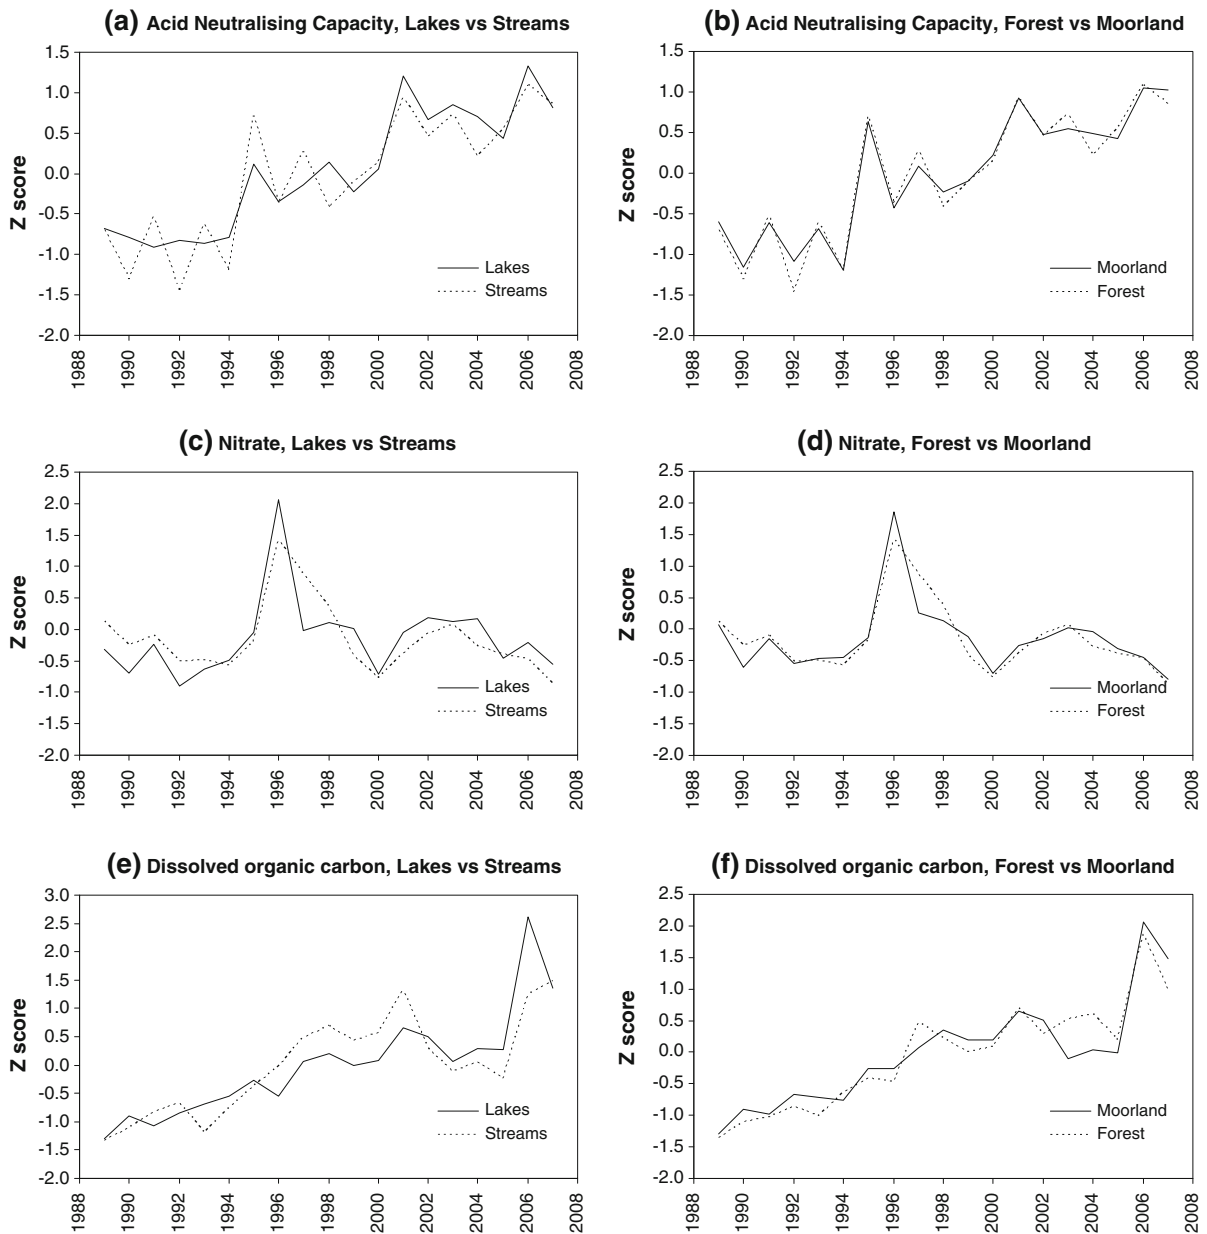 (a) Acid Neutralising Capacity, Lakes vs Streams
1.5
1.0
0.5
0.0
-0.5
-1.0
-1.5
-2.0
Z score
Lakes
Streams
1988 1990 1992 1994 1996 1998 2000 2002 2004 2006 2008
(b) Acid Neutralising Capacity, Forest vs Moorland
1.5
1.0
0.5
0.0
-0.5
-1.0
-1.5
-2.0
Z score
Moorland
Forest
1988 1990 1992 1994 1996 1998 2000 2002 2004 2006 2008
(c) Nitrate, Lakes vs Streams
2.5
2.0
1.5
1.0
0.5
0.0
-0.5
-1.0
-1.5
-2.0
Z score
Lakes
Streams
1988 1990 1992 1994 1996 1998 2000 2002 2004 2006 2008
(d) Nitrate, Forest vs Moorland
2.5
2.0
1.5
1.0
0.5
0.0
-0.5
-1.0
-1.5
-2.0
Z score
Moorland
Forest
1988 1990 1992 1994 1996 1998 2000 2002 2004 2006 2008
(e) Dissolved organic carbon, Lakes vs Streams
3.0
2.5
2.0
1.5
1.0
0.5
0.0
-0.5
-1.0
-1.5
-2.0
Z score
Lakes
Streams
1988 1990 1992 1994 1996 1998 2000 2002 2004 2006 2008
(f) Dissolved organic carbon, Forest vs Moorland
2.5
2.0
1.5
1.0
0.5
0.0
-0.5
-1.0
-1.5
-2.0
Z score
Moorland
Forest
1988 1990 1992 1994 1996 1998 2000 2002 2004 2006 2008